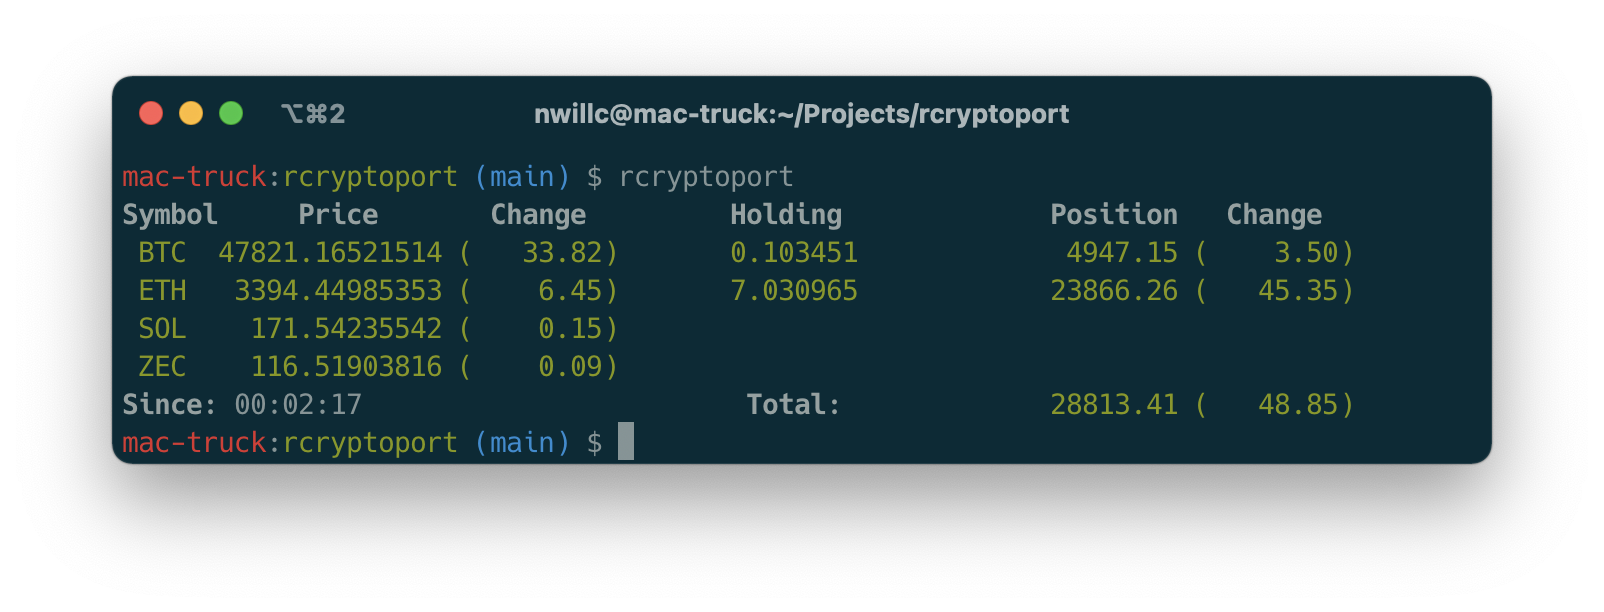 ⌥⌘2 nwillc@mac-truck:~/Projects/rcryptoport
mac-truck:rcryptoport (main) $ rcryptoport
Symbol Price Change Holding Position Change
BTC 47821.16521514 ( 33.82) 0.103451 4947.15 ( 3.50)
ETH 3394.44985353 ( 6.45) 7.030965 23866.26 ( 45.35)
SOL 171.54235542 ( 0.15)
ZEC 116.51903816 ( 0.09)
Since: 00:02:17 Total: 28813.41 ( 48.85)
mac-truck:rcryptoport (main) $